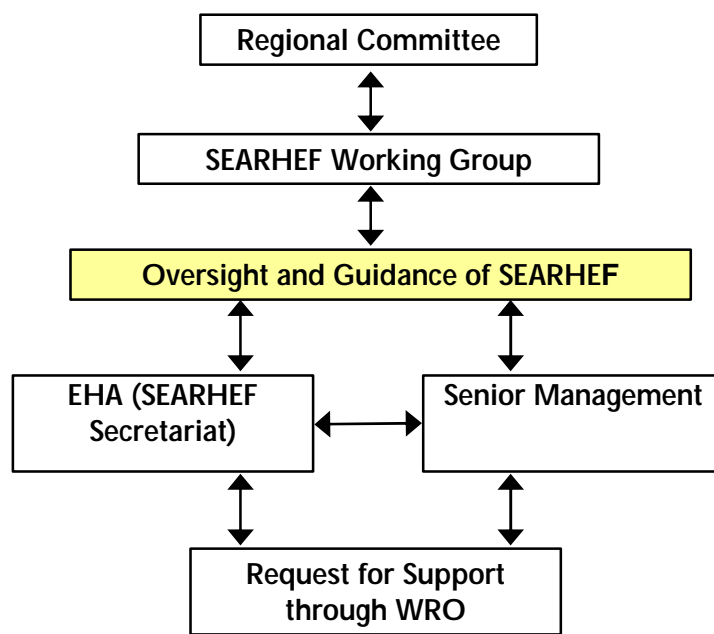 Regional Committee
SEARHEF Working Group
Oversight and Guidance of SEARHEF
EHA (SEARHEF
Secretariat)
Senior Management
Request for Support
through WRO